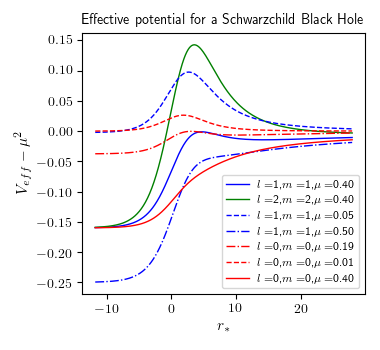 Effective potential for a Schwarzchild Black Hole
0.15
0.10
0.05
0.00
−0.05
−0.10
−0.15
−0.20
−0.25
V_{eff} − μ²
l =1,m =1,μ =0.40
l =2,m =2,μ =0.40
l =1,m =1,μ =0.05
l =1,m =1,μ =0.50
l =0,m =0,μ =0.19
l =0,m =0,μ =0.01
l =0,m =0,μ =0.40
−10 0 10 20
r_*